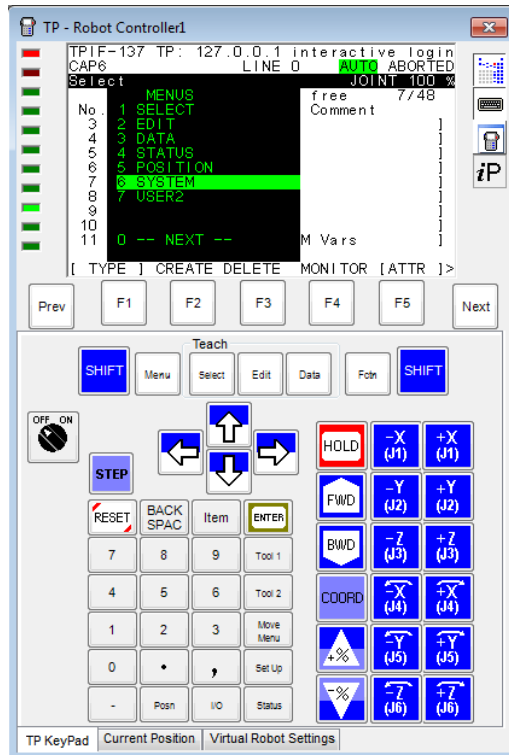 TP - Robot Controller1
TPIF-137 TP: 127.0.0.1 interactive login
CAP6 LINE 0 AUTO ABORTED
Select JOINT 100 %
MENUS free 7/48
No. 1 SELECT Comment
3 2 EDIT ]
4 3 DATA ]
5 4 STATUS ]
6 5 POSITION ]
7 6 SYSTEM ]
8 7 USER2 ]
9 ]
10 ]
11 0 -- NEXT -- M Vars ]
[ TYPE ] CREATE DELETE MONITOR [ATTR ]>
iP
Prev F1 F2 F3 F4 F5 Next
Teach
SHIFT Menu Select Edit Data Fctn SHIFT
OFF ON
STEP
HOLD -X (J1) +X (J1)
RESET BACK SPAC Item ENTER
FWD -Y (J2) +Y (J2)
7 8 9 Tool 1
BWD -Z (J3) +Z (J3)
4 5 6 Tool 2
COORD -X (J4) +X (J4)
1 2 3 Move Menu
+% -Y (J5) +Y (J5)
0 . , Set Up
- Posn I/O Status
-% -Z (J6) +Z (J6)
TP KeyPad Current Position Virtual Robot Settings